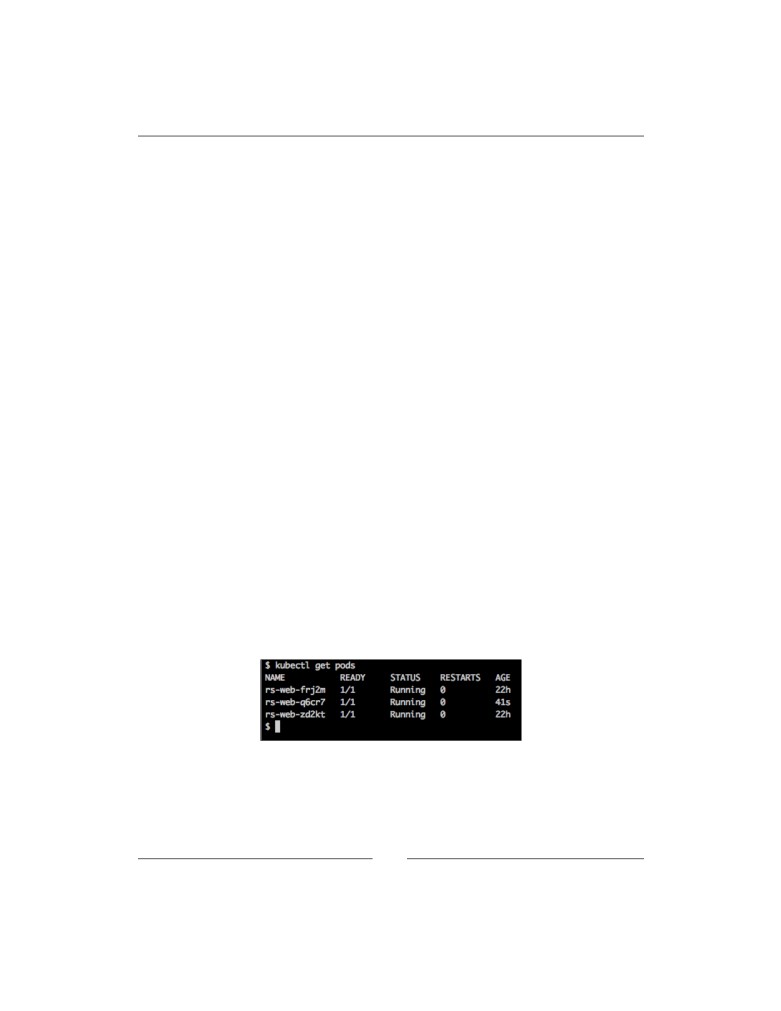 $ kubectl get pods
NAME READY STATUS RESTARTS AGE
rs-web-frj2m 1/1 Running 0 22h
rs-web-q6cr7 1/1 Running 0 41s
rs-web-zd2kt 1/1 Running 0 22h
$